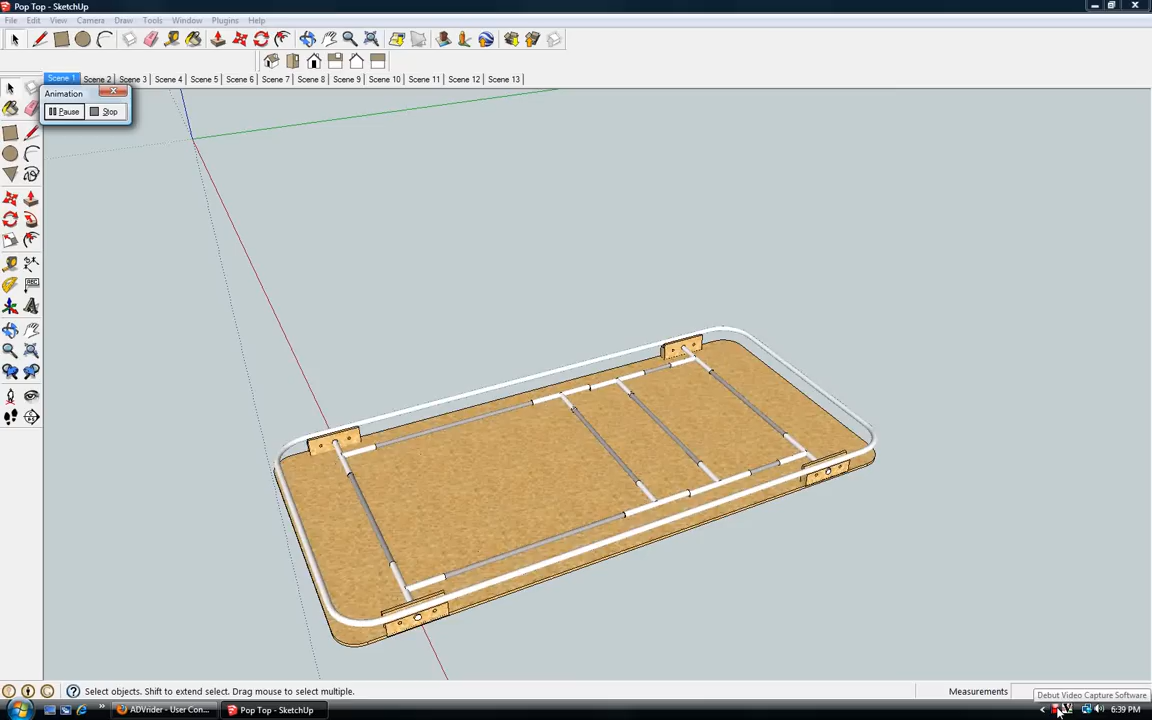 Pop Top - SketchUp
File Edit View Camera Draw Tools Window Plugins Help
Scene 1 Scene 2 Scene 3 Scene 4 Scene 5 Scene 6 Scene 7 Scene 8 Scene 9 Scene 10 Scene 11 Scene 12 Scene 13
Animation
Pause Stop
Select objects. Shift to extend select. Drag mouse to select multiple. Measurements
Debut Video Capture Software
ADVrider - User Con... Pop Top - SketchUp 6:39 PM